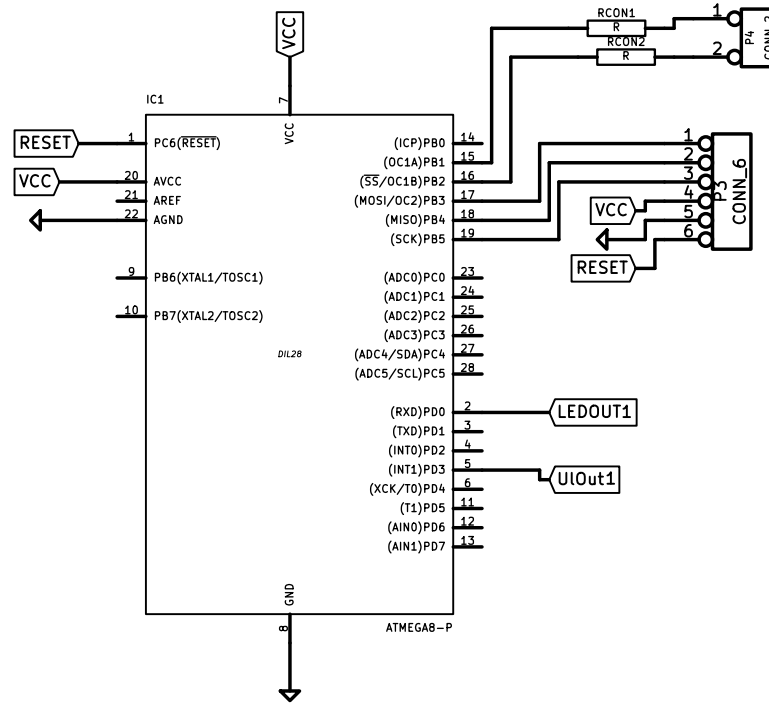 RCON1
R
RCON2
R
1
2
P4
VCC
7
VCC
IC1
RESET
1
PC6(RESET)
VCC
20
AVCC
21
AREF
22
AGND
9
PB6(XTAL1/TOSC1)
10
PB7(XTAL2/TOSC2)
DIL28
(ICP)PB0
14
(OC1A)PB1
15
(SS/OC1B)PB2
16
(MOSI/OC2)PB3
17
(MISO)PB4
18
(SCK)PB5
19
(ADC0)PC0
23
(ADC1)PC1
24
(ADC2)PC2
25
(ADC3)PC3
26
(ADC4/SDA)PC4
27
(ADC5/SCL)PC5
28
(RXD)PD0
2
LEDOUT1
(TXD)PD1
3
(INT0)PD2
4
(INT1)PD3
5
UlOut1
(XCK/T0)PD4
6
(T1)PD5
11
(AIN0)PD6
12
(AIN1)PD7
13
1
2
3
4
5
6
P3
CONN_6
VCC
RESET
GND
8
ATMEGA8-P